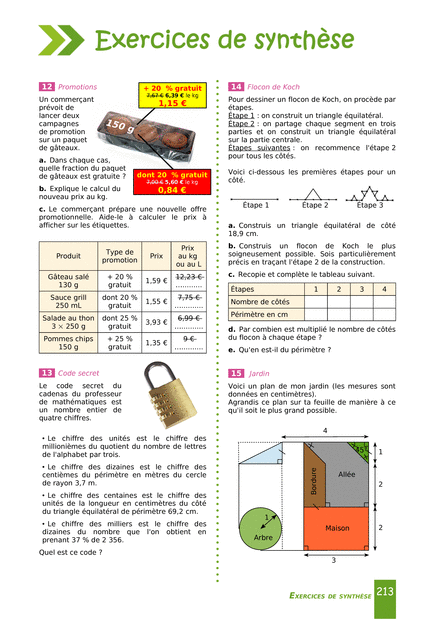 Exercices de synthèse
12 Promotions
Un commerçant
prévoit de
lancer deux
campagnes
de promotion
sur un paquet
de gâteaux.
150 g
+ 20 % gratuit
7,67 € 6,39 € le kg
1,15 €
dont 20 % gratuit
7,00 € 5,60 € le kg
0,84 €
a. Dans chaque cas,
quelle fraction du paquet
de gâteaux est gratuite ?
b. Explique le calcul du
nouveau prix au kg.
c. Le commerçant prépare une nouvelle offre
promotionnelle. Aide-le à calculer le prix à
afficher sur les étiquettes.
Produit Type de promotion Prix Prix au kg ou au L
Gâteau salé 130 g + 20 % gratuit 1,59 € 12,23 € ............
Sauce grill 250 mL dont 20 % gratuit 1,55 € 7,75 € ............
Salade au thon 3 × 250 g dont 25 % gratuit 3,93 € 6,99 € ............
Pommes chips 150 g + 25 % gratuit 1,35 € 9 € ............
13 Code secret
Le code secret du
cadenas du professeur
de mathématiques est
un nombre entier de
quatre chiffres.
• Le chiffre des unités est le chiffre des
millionièmes du quotient du nombre de lettres
de l'alphabet par trois.
• Le chiffre des dizaines est le chiffre des
centièmes du périmètre en mètres du cercle
de rayon 3,7 m.
• Le chiffre des centaines est le chiffre des
unités de la longueur en centimètres du côté
du triangle équilatéral de périmètre 69,2 cm.
• Le chiffre des milliers est le chiffre des
dizaines du nombre que l'on obtient en
prenant 37 % de 2 356.
Quel est ce code ?
14 Flocon de Koch
Pour dessiner un flocon de Koch, on procède par
étapes.
Étape 1 : on construit un triangle équilatéral.
Étape 2 : on partage chaque segment en trois
parties et on construit un triangle équilatéral
sur la partie centrale.
Étapes suivantes : on recommence l'étape 2
pour tous les côtés.
Voici ci-dessous les premières étapes pour un
côté.
Étape 1 Étape 2 Étape 3
a. Construis un triangle équilatéral de côté
18,9 cm.
b. Construis un flocon de Koch le plus
soigneusement possible. Sois particulièrement
précis en traçant l'étape 2 de la construction.
c. Recopie et complète le tableau suivant.
Étapes 1 2 3 4
Nombre de côtés
Périmètre en cm
d. Par combien est multiplié le nombre de côtés
du flocon à chaque étape ?
e. Qu'en est-il du périmètre ?
15 Jardin
Voici un plan de mon jardin (les mesures sont
données en centimètres).
Agrandis ce plan sur ta feuille de manière à ce
qu'il soit le plus grand possible.
4
1
Bordure
Allée
2
1
Arbre
Maison
2
3
EXERCICES DE SYNTHÈSE 213